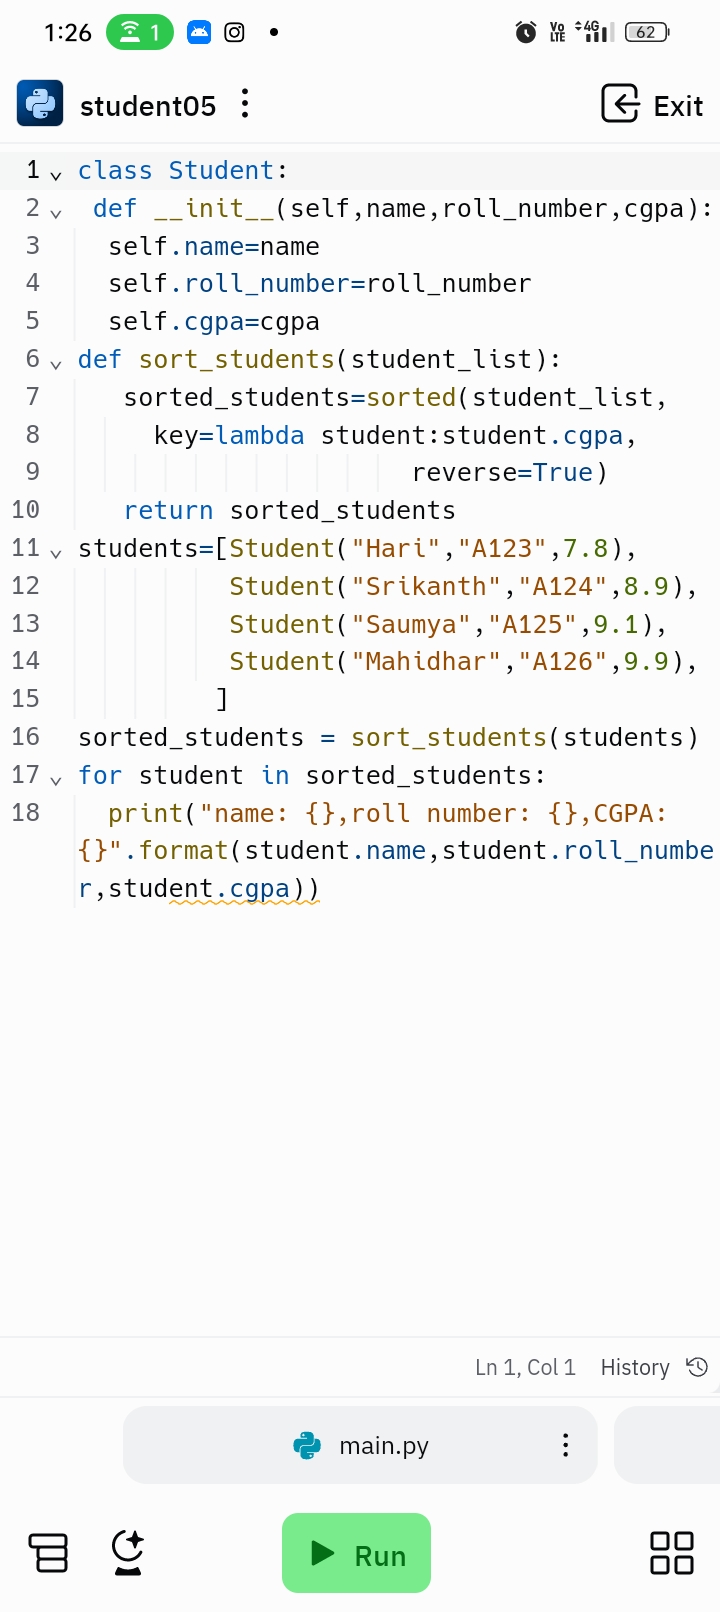 1:26 1 Vo LTE 4G 62
student05 Exit
1 class Student:
2  def __init__(self,name,roll_number,cgpa):
3   self.name=name
4   self.roll_number=roll_number
5   self.cgpa=cgpa
6 def sort_students(student_list):
7    sorted_students=sorted(student_list,
8      key=lambda student:student.cgpa,
9                       reverse=True)
10    return sorted_students
11 students=[Student("Hari","A123",7.8),
12           Student("Srikanth","A124",8.9),
13           Student("Saumya","A125",9.1),
14           Student("Mahidhar","A126",9.9),
15          ]
16 sorted_students = sort_students(students)
17 for student in sorted_students:
18   print("name: {},roll number: {},CGPA:
{}".format(student.name,student.roll_numbe
r,student.cgpa))
Ln 1, Col 1 History
main.py
Run